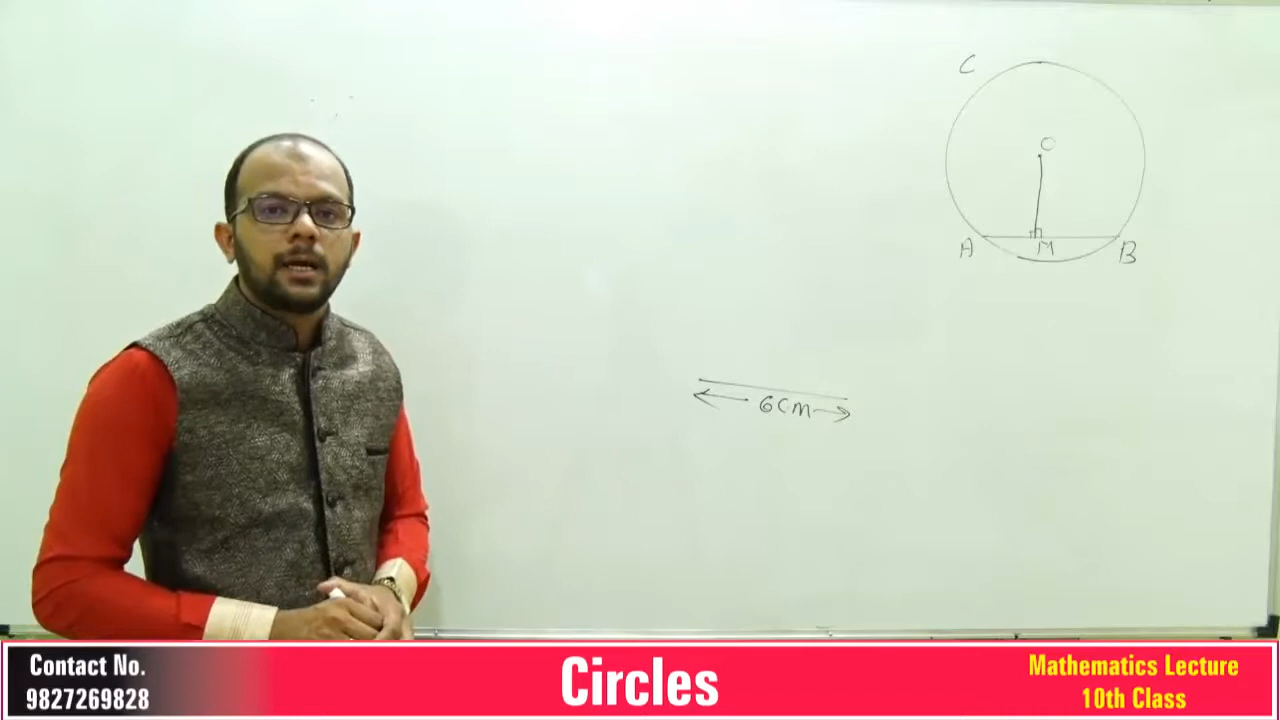 C
O
A
M
B
6cm
Contact No.
9827269828
Circles
Mathematics Lecture
10th Class